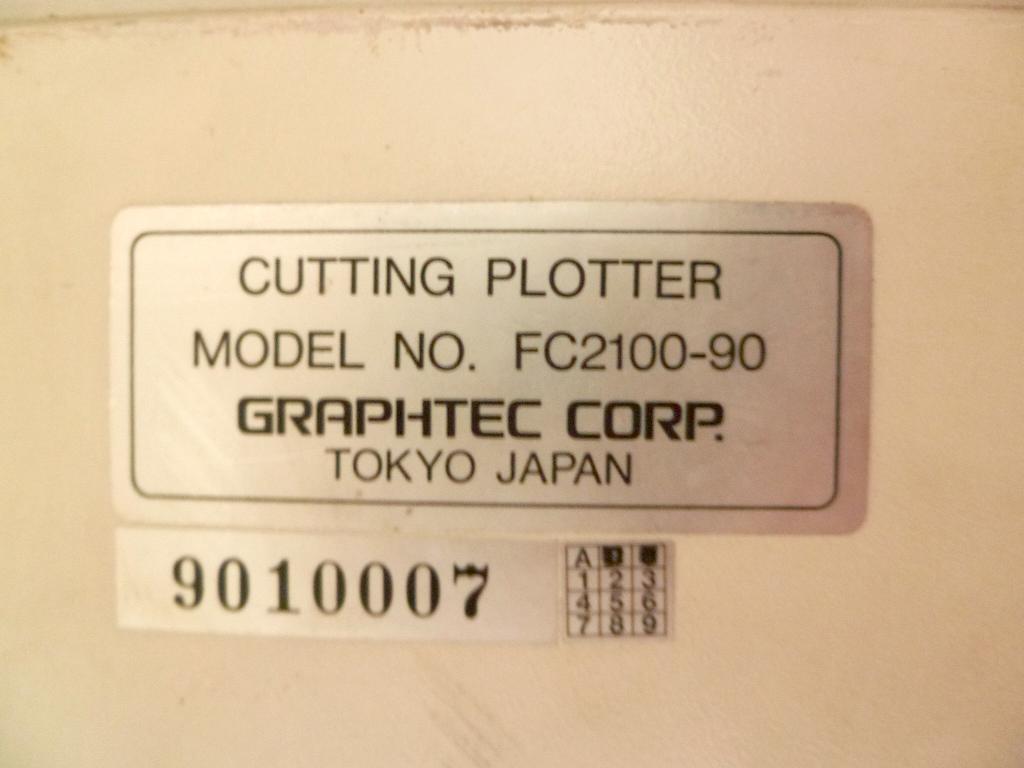 CUTTING PLOTTER
MODEL NO. FC2100-90
GRAPHTEC CORP.
TOKYO JAPAN
9010007
A
1 2 3
4 5 6
7 8 9